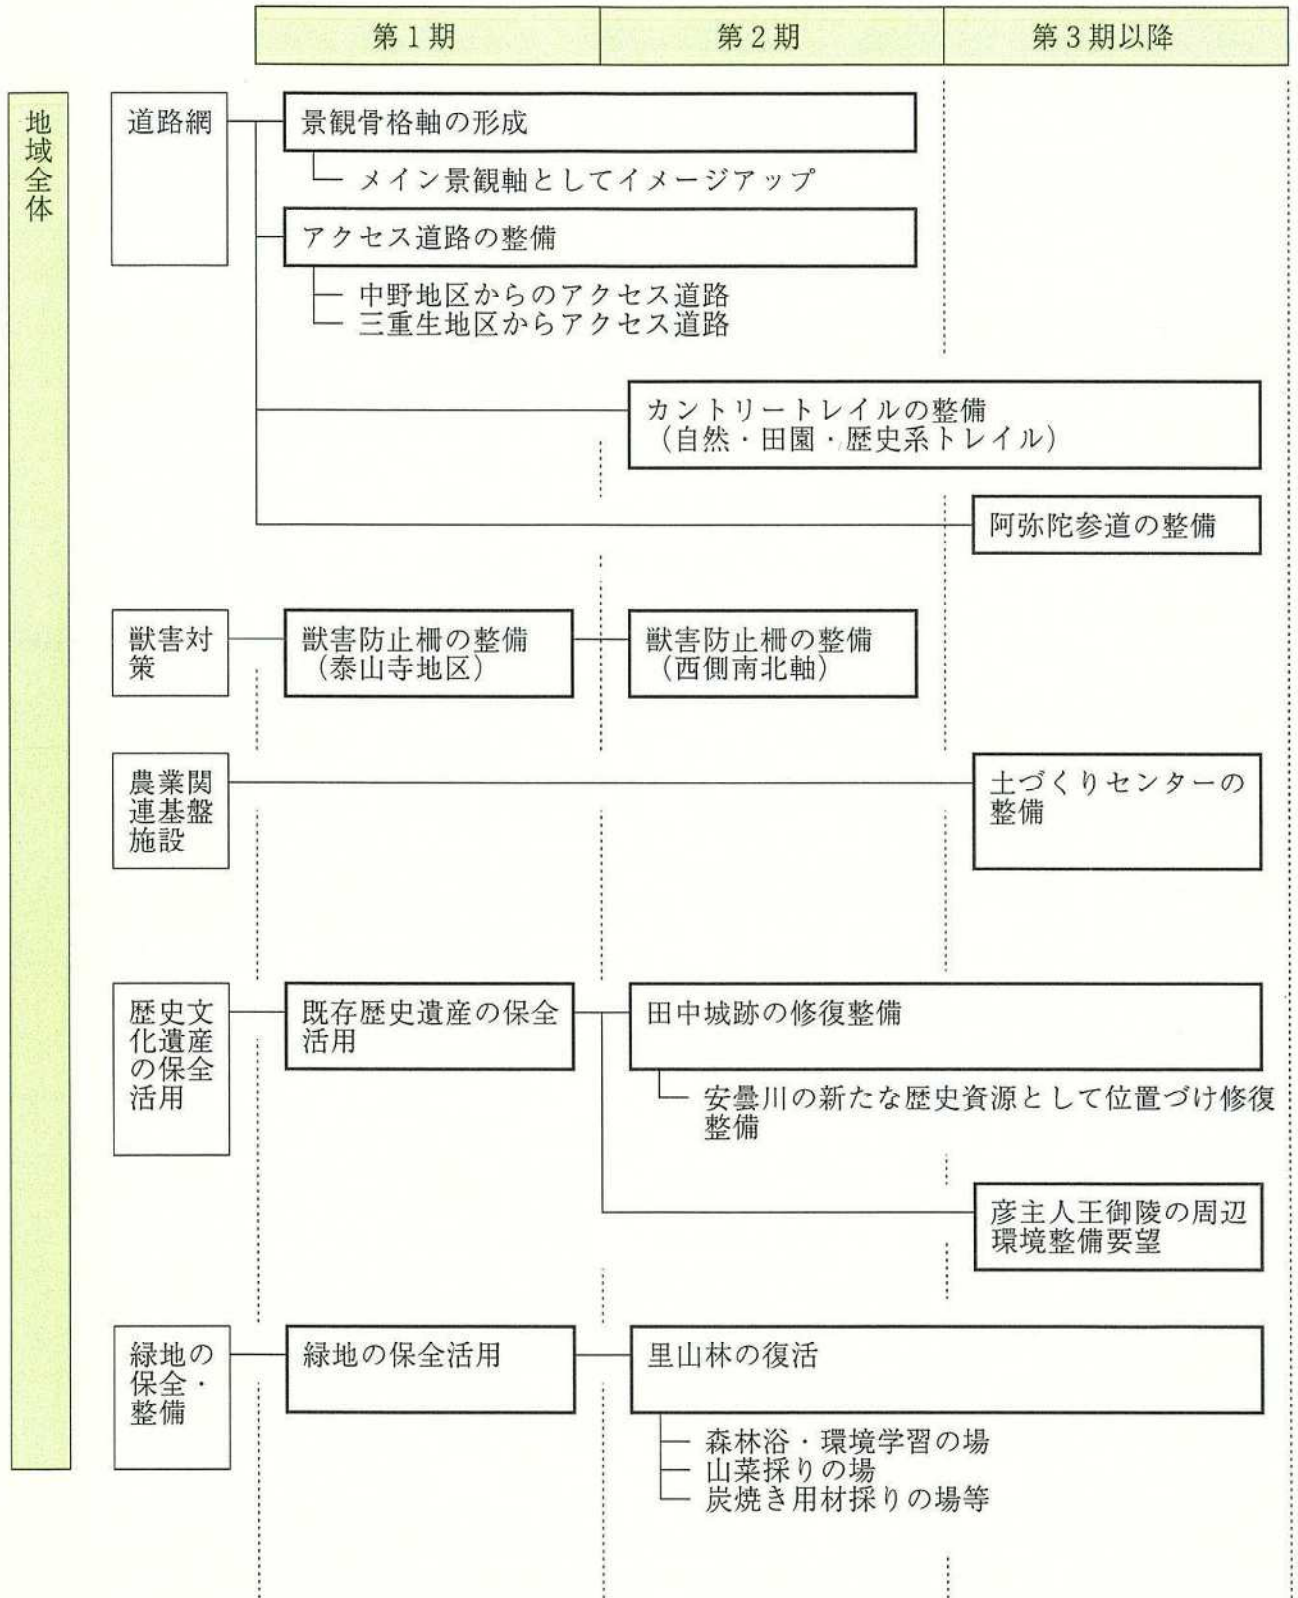 第1期
第2期
第3期以降
地域全体
道路網
景観骨格軸の形成
メイン景観軸としてイメージアップ
アクセス道路の整備
中野地区からのアクセス道路
三重生地区からアクセス道路
カントリートレイルの整備
（自然・田園・歴史系トレイル）
阿弥陀参道の整備
獣害対
策
獣害防止柵の整備
（泰山寺地区）
獣害防止柵の整備
（西側南北軸）
農業関
連基盤
施設
土づくりセンターの
整備
歴史文
化遺産
の保全
活用
既存歴史遺産の保全
活用
田中城跡の修復整備
安曇川の新たな歴史資源として位置づけ修復
整備
彦主人王御陵の周辺
環境整備要望
緑地の
保全・
整備
緑地の保全活用
里山林の復活
森林浴・環境学習の場
山菜採りの場
炭焼き用材採りの場等